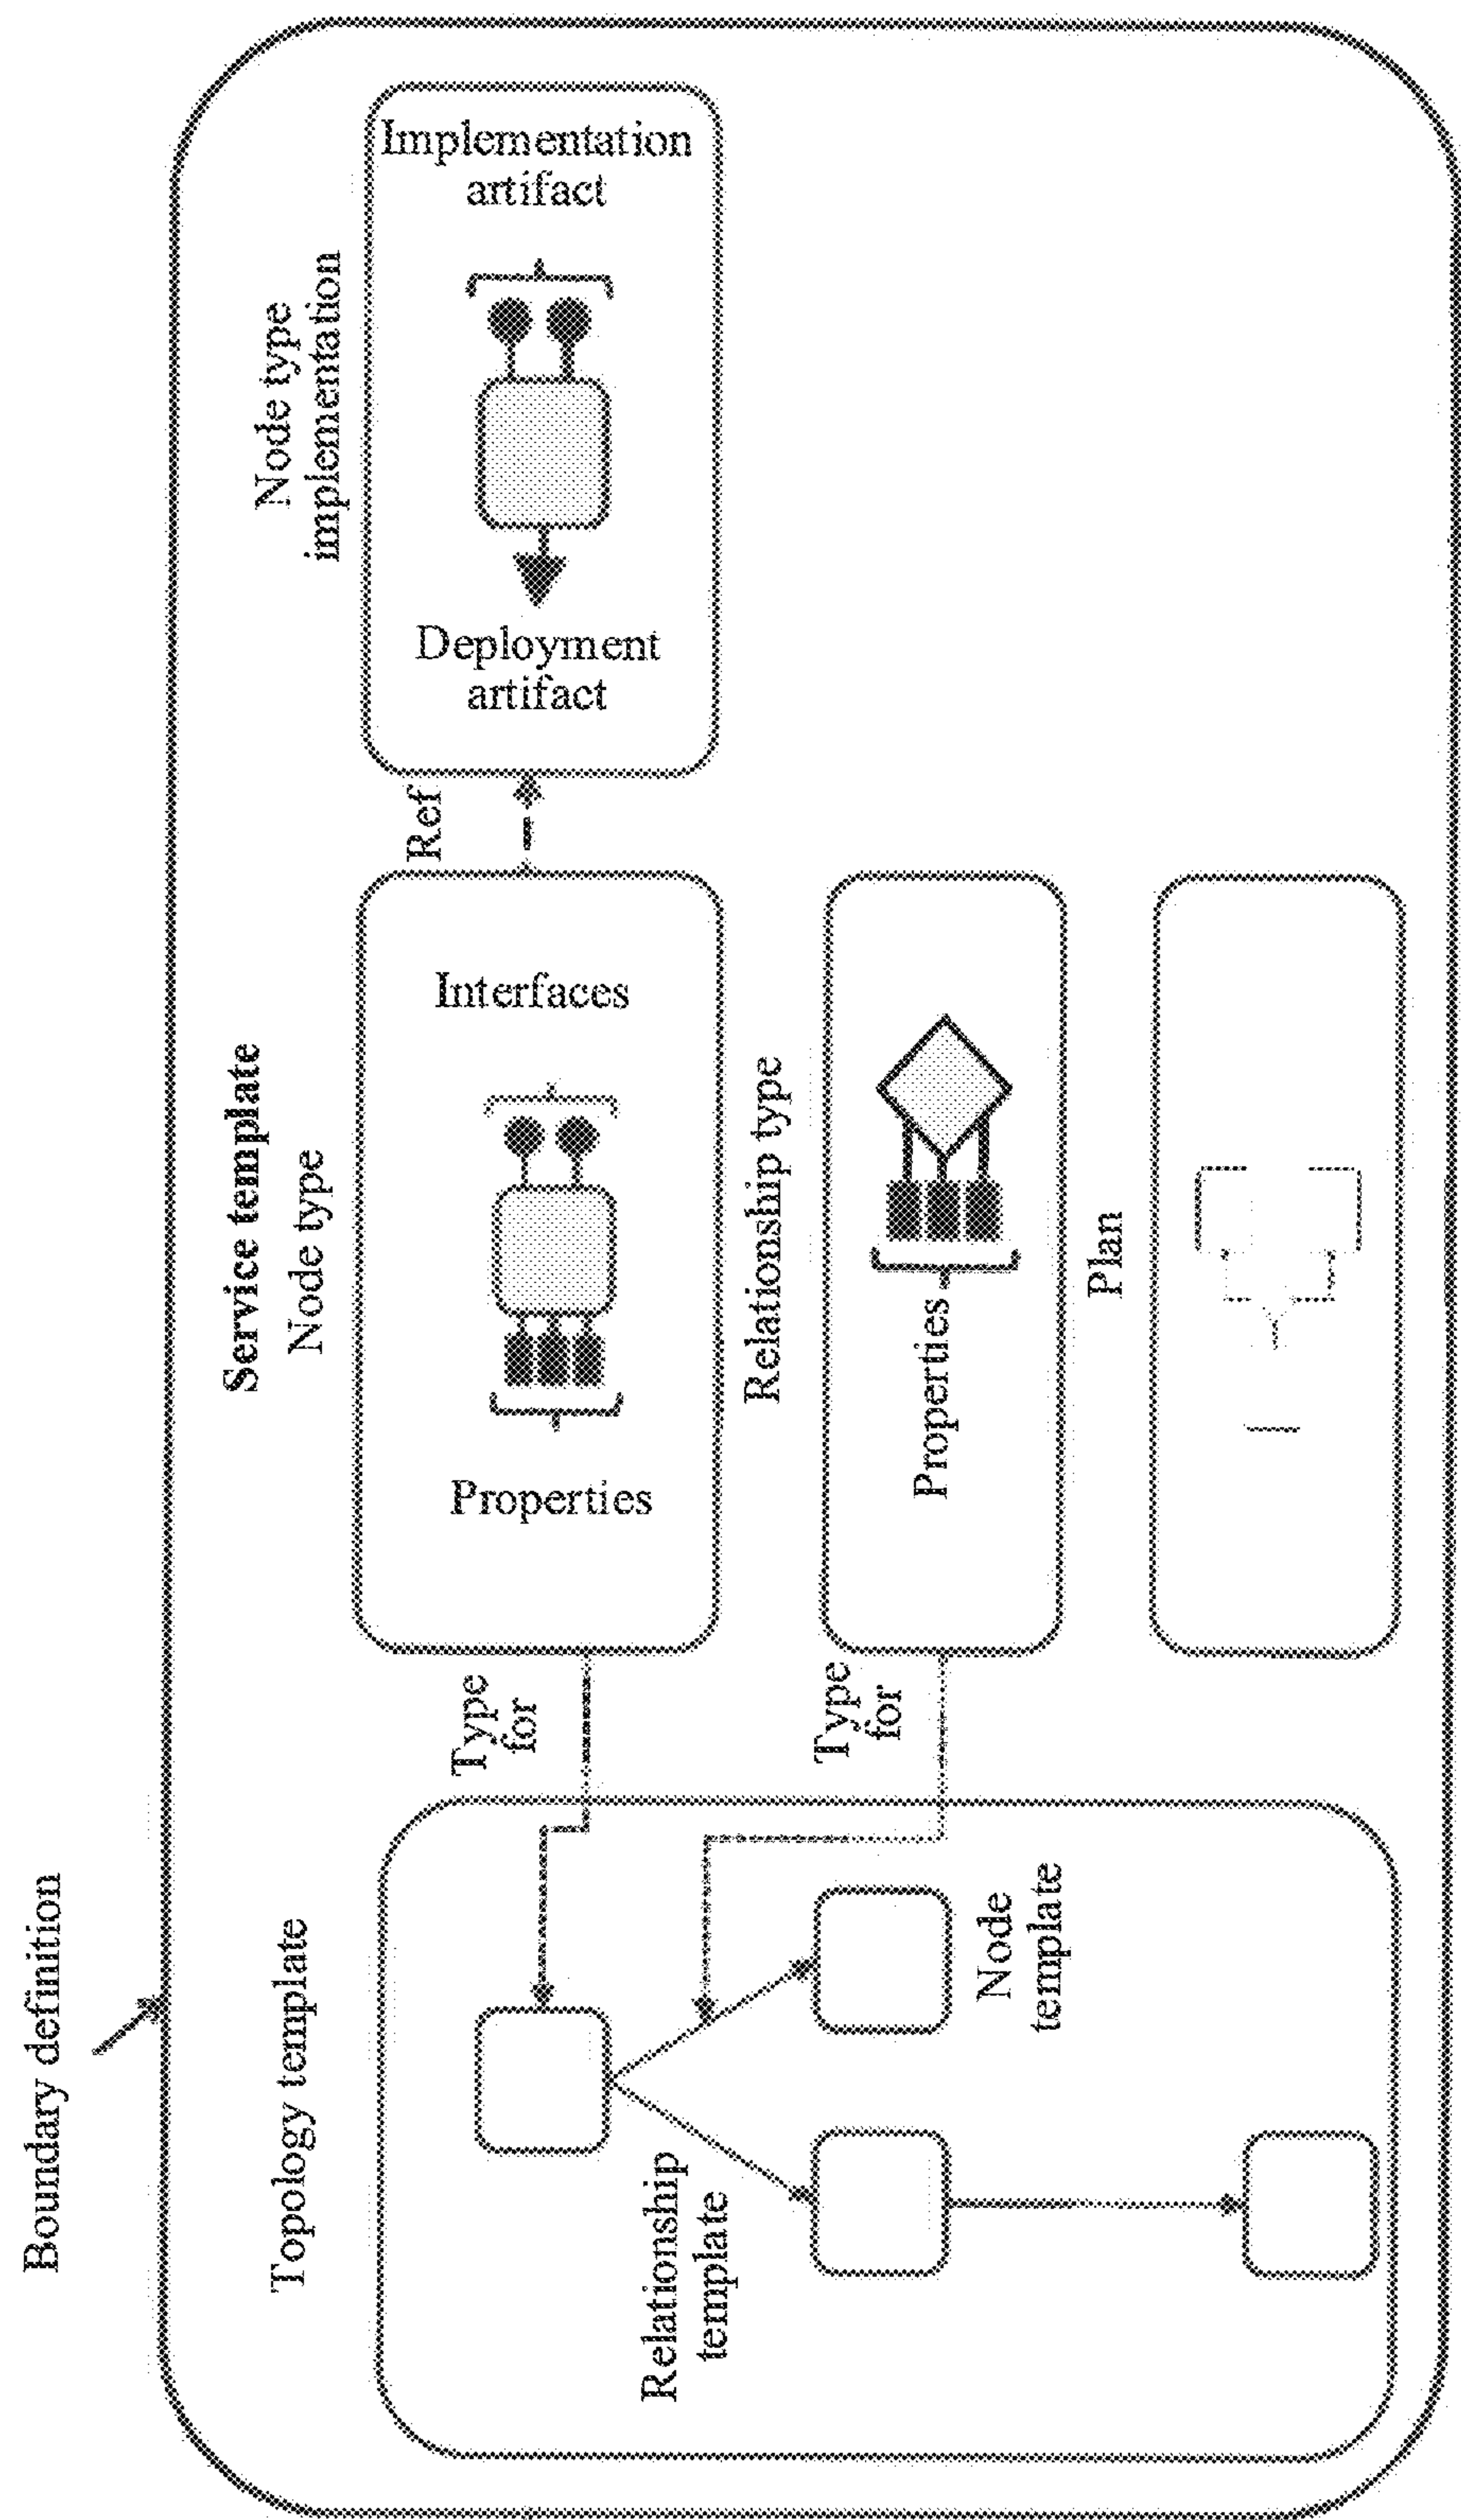 Boundary definition
Service template
Topology template
Node type
Node type
implementation
Type
for
Properties
Interfaces
Ref
Deployment
artifact
Implementation
artifact
Relationship
template
Node
template
Relationship type
Type
for
Properties
Plan